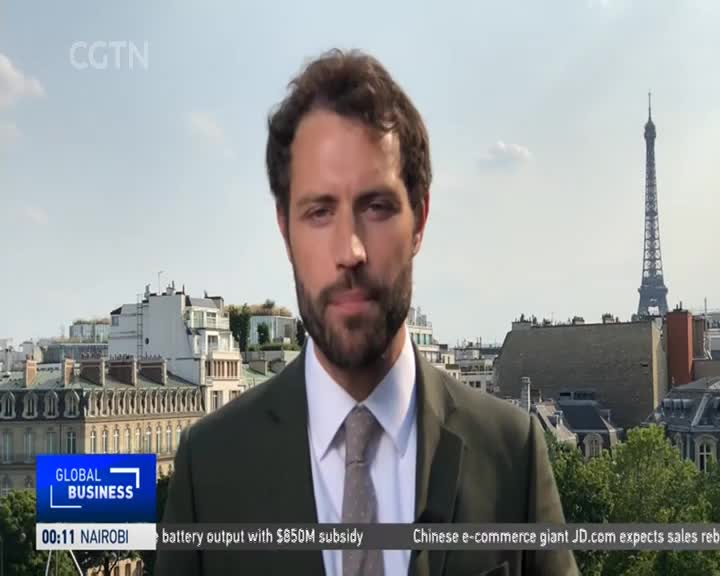 CGTN
GLOBAL
BUSINESS
00:11 NAIROBI
battery output with $850M subsidy Chinese e-commerce giant JD.com expects sales reb